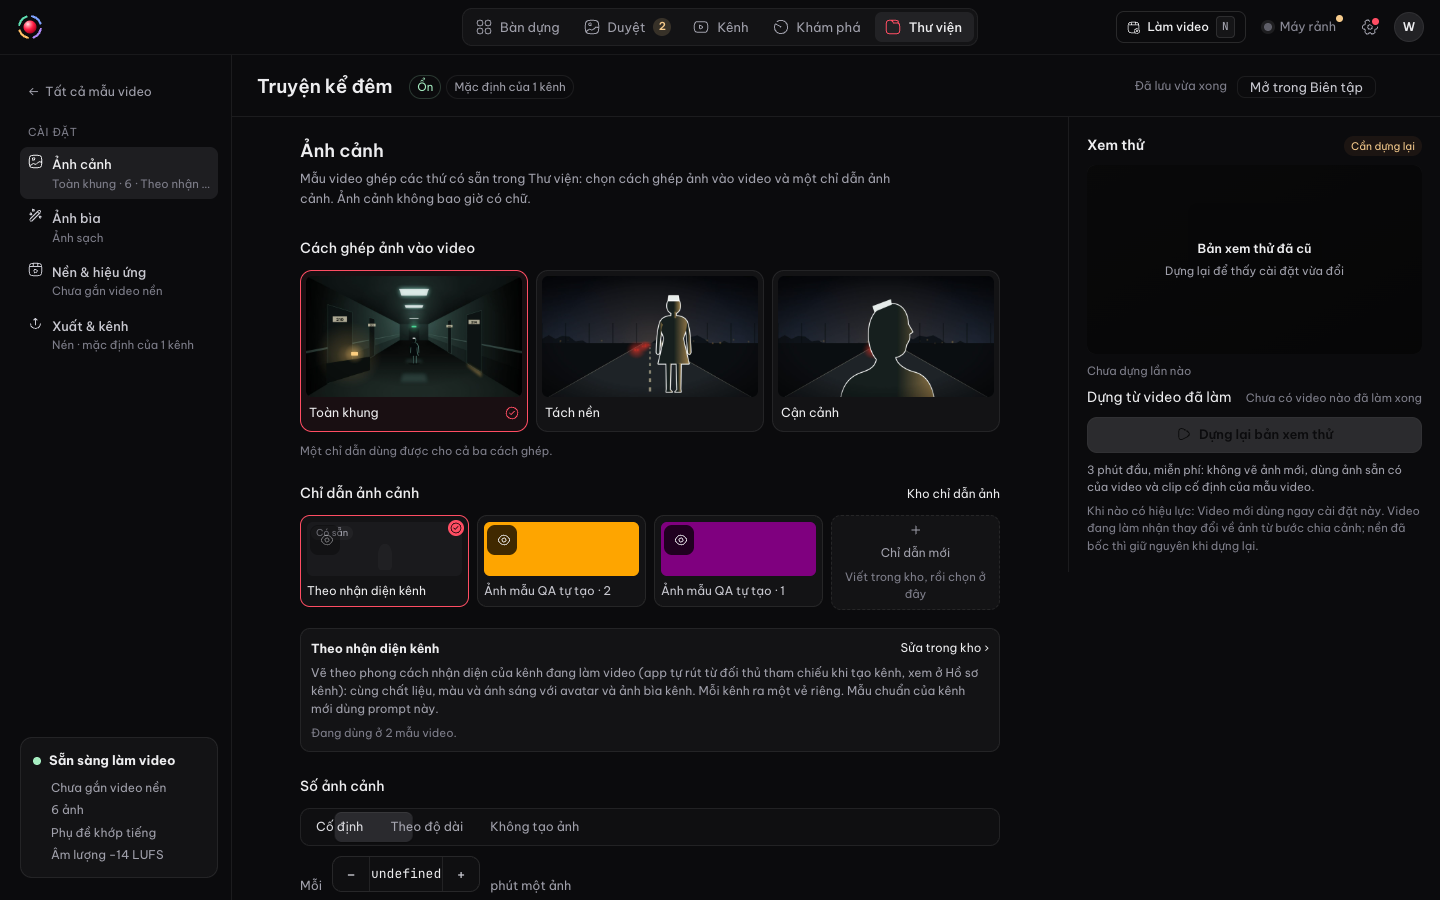 Bàn dựng
Duyệt 2
Kênh
Khám phá
Thư viện
Làm video N
Máy rảnh
W
← Tất cả mẫu video
CÀI ĐẶT
Ảnh cảnh
Toàn khung · 6 · Theo nhận ...
Ảnh bìa
Ảnh sạch
Nền & hiệu ứng
Chưa gắn video nền
Xuất & kênh
Nén · mặc định của 1 kênh
Sẵn sàng làm video
Chưa gắn video nền
6 ảnh
Phụ đề khớp tiếng
Âm lượng -14 LUFS
Truyện kể đêm
Ổn
Mặc định của 1 kênh
Đã lưu vừa xong
Mở trong Biên tập
Ảnh cảnh
Mẫu video ghép các thứ có sẵn trong Thư viện: chọn cách ghép ảnh vào video và một chỉ dẫn ảnh
cảnh. Ảnh cảnh không bao giờ có chữ.
Cách ghép ảnh vào video
Toàn khung
Tách nền
Cận cảnh
Một chỉ dẫn dùng được cho cả ba cách ghép.
Chỉ dẫn ảnh cảnh
Kho chỉ dẫn ảnh
Có sẵn
Theo nhận diện kênh
Ảnh mẫu QA tự tạo · 2
Ảnh mẫu QA tự tạo · 1
+
Chỉ dẫn mới
Viết trong kho, rồi chọn ở
đây
Theo nhận diện kênh
Sửa trong kho ›
Vẽ theo phong cách nhận diện của kênh đang làm video (app tự rút từ đối thủ tham chiếu khi tạo kênh, xem ở Hồ sơ
kênh): cùng chất liệu, màu và ánh sáng với avatar và ảnh bìa kênh. Mỗi kênh ra một vẻ riêng. Mẫu chuẩn của kênh
mới dùng prompt này.
Đang dùng ở 2 mẫu video.
Số ảnh cảnh
Cố định
Theo độ dài
Không tạo ảnh
Mỗi − undefined + phút một ảnh
Xem thử
Cần dựng lại
Bản xem thử đã cũ
Dựng lại để thấy cài đặt vừa đổi
Chưa dựng lần nào
Dựng từ video đã làm
Chưa có video nào đã làm xong
Dựng lại bản xem thử
3 phút đầu, miễn phí: không vẽ ảnh mới, dùng ảnh sẵn có
của video và clip cố định của mẫu video.
Khi nào có hiệu lực: Video mới dùng ngay cài đặt này. Video
đang làm nhận thay đổi về ảnh từ bước chia cảnh; nền đã
bốc thì giữ nguyên khi dựng lại.